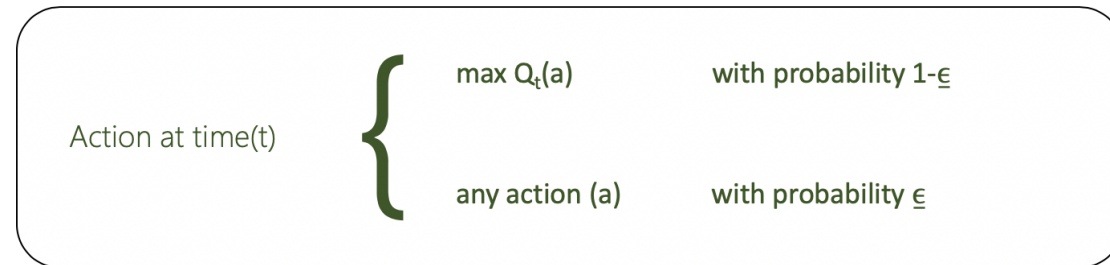 max Qt(a) with probability 1-ϵ
Action at time(t)
any action (a) with probability ϵ